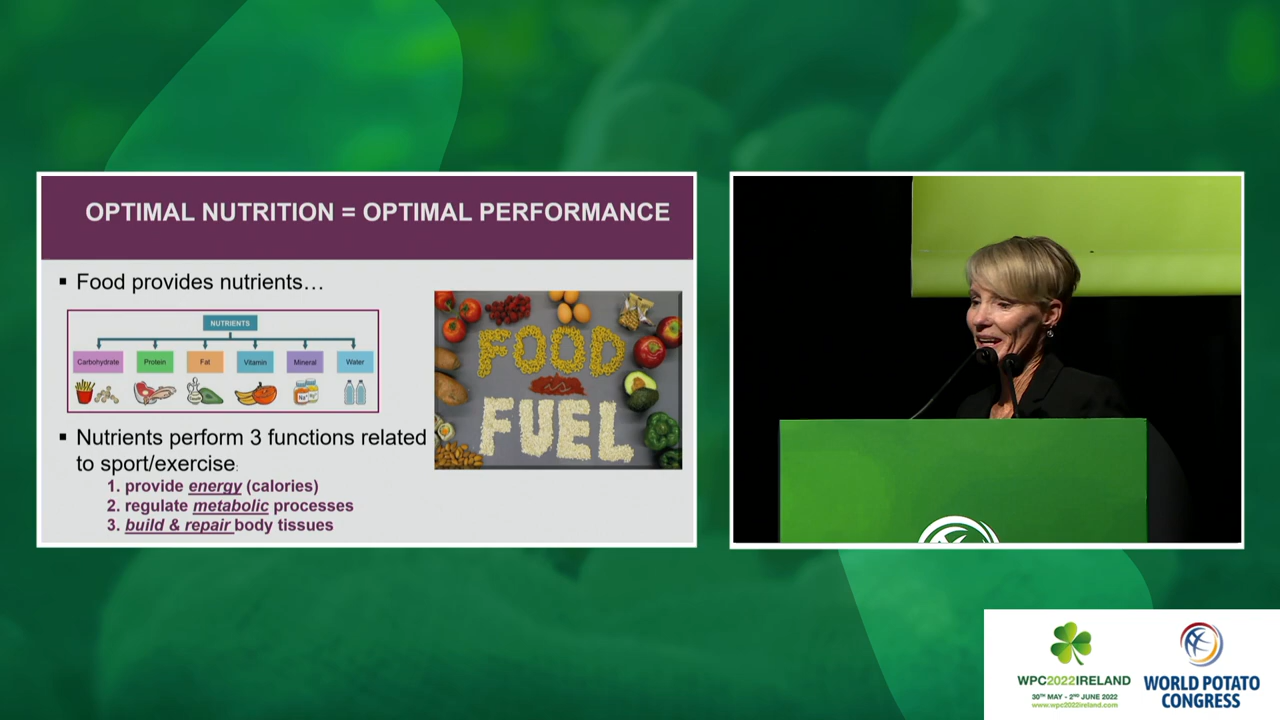 OPTIMAL NUTRITION = OPTIMAL PERFORMANCE
▪ Food provides nutrients…
NUTRIENTS
Carbohydrate
Protein
Fat
Vitamin
Mineral
Water
▪ Nutrients perform 3 functions related
to sport/exercise:
1. provide energy (calories)
2. regulate metabolic processes
3. build & repair body tissues
FOOD
is
FUEL
WPC2022IRELAND
30TH MAY - 2ND JUNE 2022
www.wpc2022ireland.com
WORLD POTATO
CONGRESS